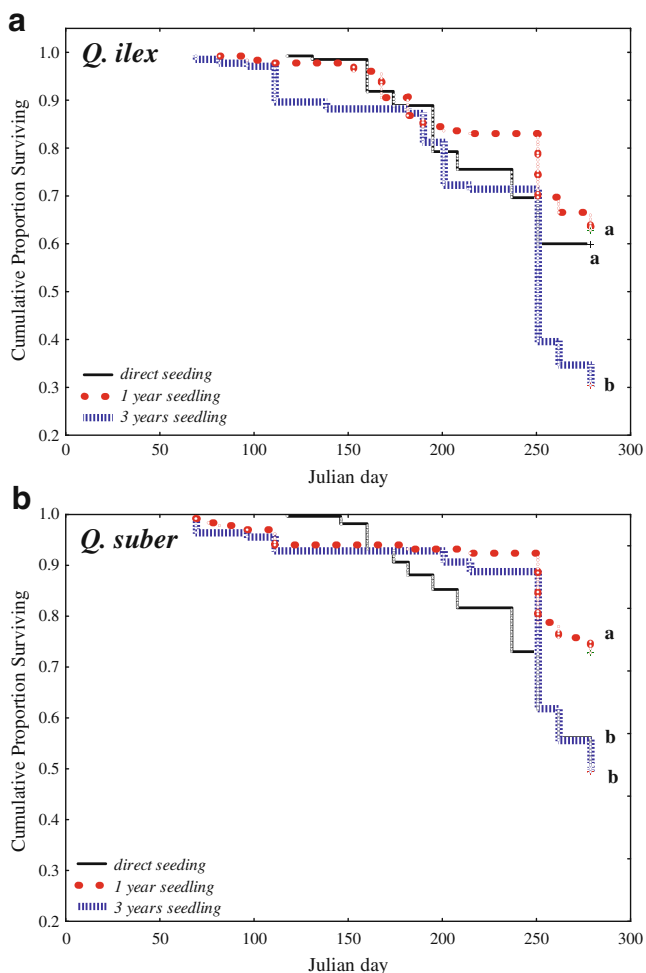 a
Q. ilex
Cumulative Proportion Surviving
1.0
0.9
0.8
0.7
0.6
0.5
0.4
0.3
0.2
a
a
b
direct seeding
1 year seedling
3 years seedling
0 50 100 150 200 250 300
Julian day
b
Q. suber
Cumulative Proportion Surviving
1.0
0.9
0.8
0.7
0.6
0.5
0.4
0.3
0.2
a
b
b
direct seeding
1 year seedling
3 years seedling
0 50 100 150 200 250 300
Julian day